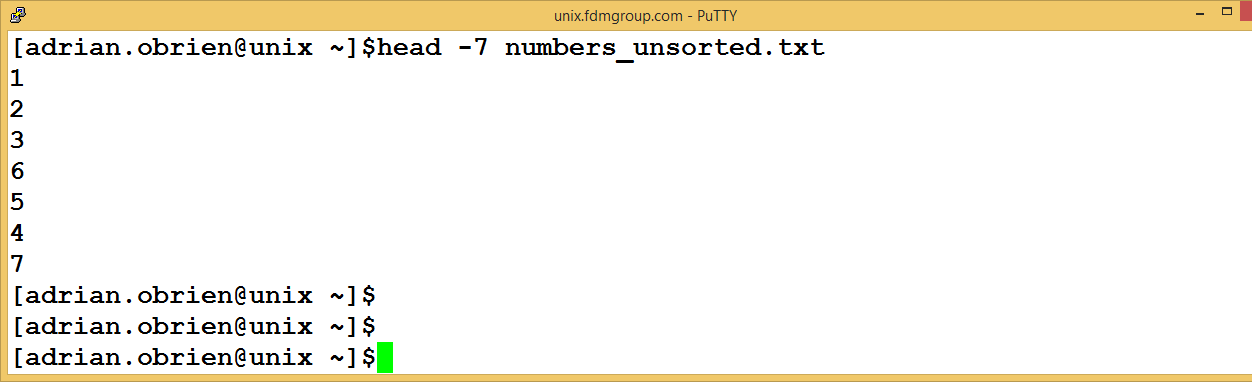 unix.fdmgroup.com - PuTTY
[adrian.obrien@unix ~]$head -7 numbers_unsorted.txt
1
2
3
6
5
4
7
[adrian.obrien@unix ~]$
[adrian.obrien@unix ~]$
[adrian.obrien@unix ~]$